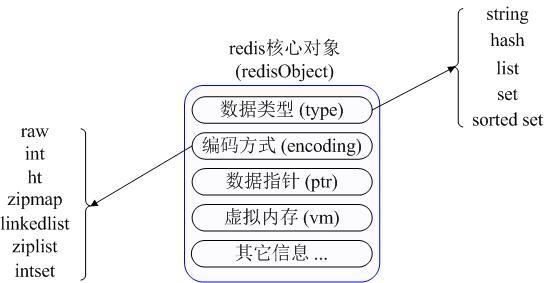 redis核心对象
(redisObject)
数据类型 (type)
编码方式 (encoding)
数据指针 (ptr)
虚拟内存 (vm)
其它信息 ...
string
hash
list
set
sorted set
raw
int
ht
zipmap
linkedlist
ziplist
intset